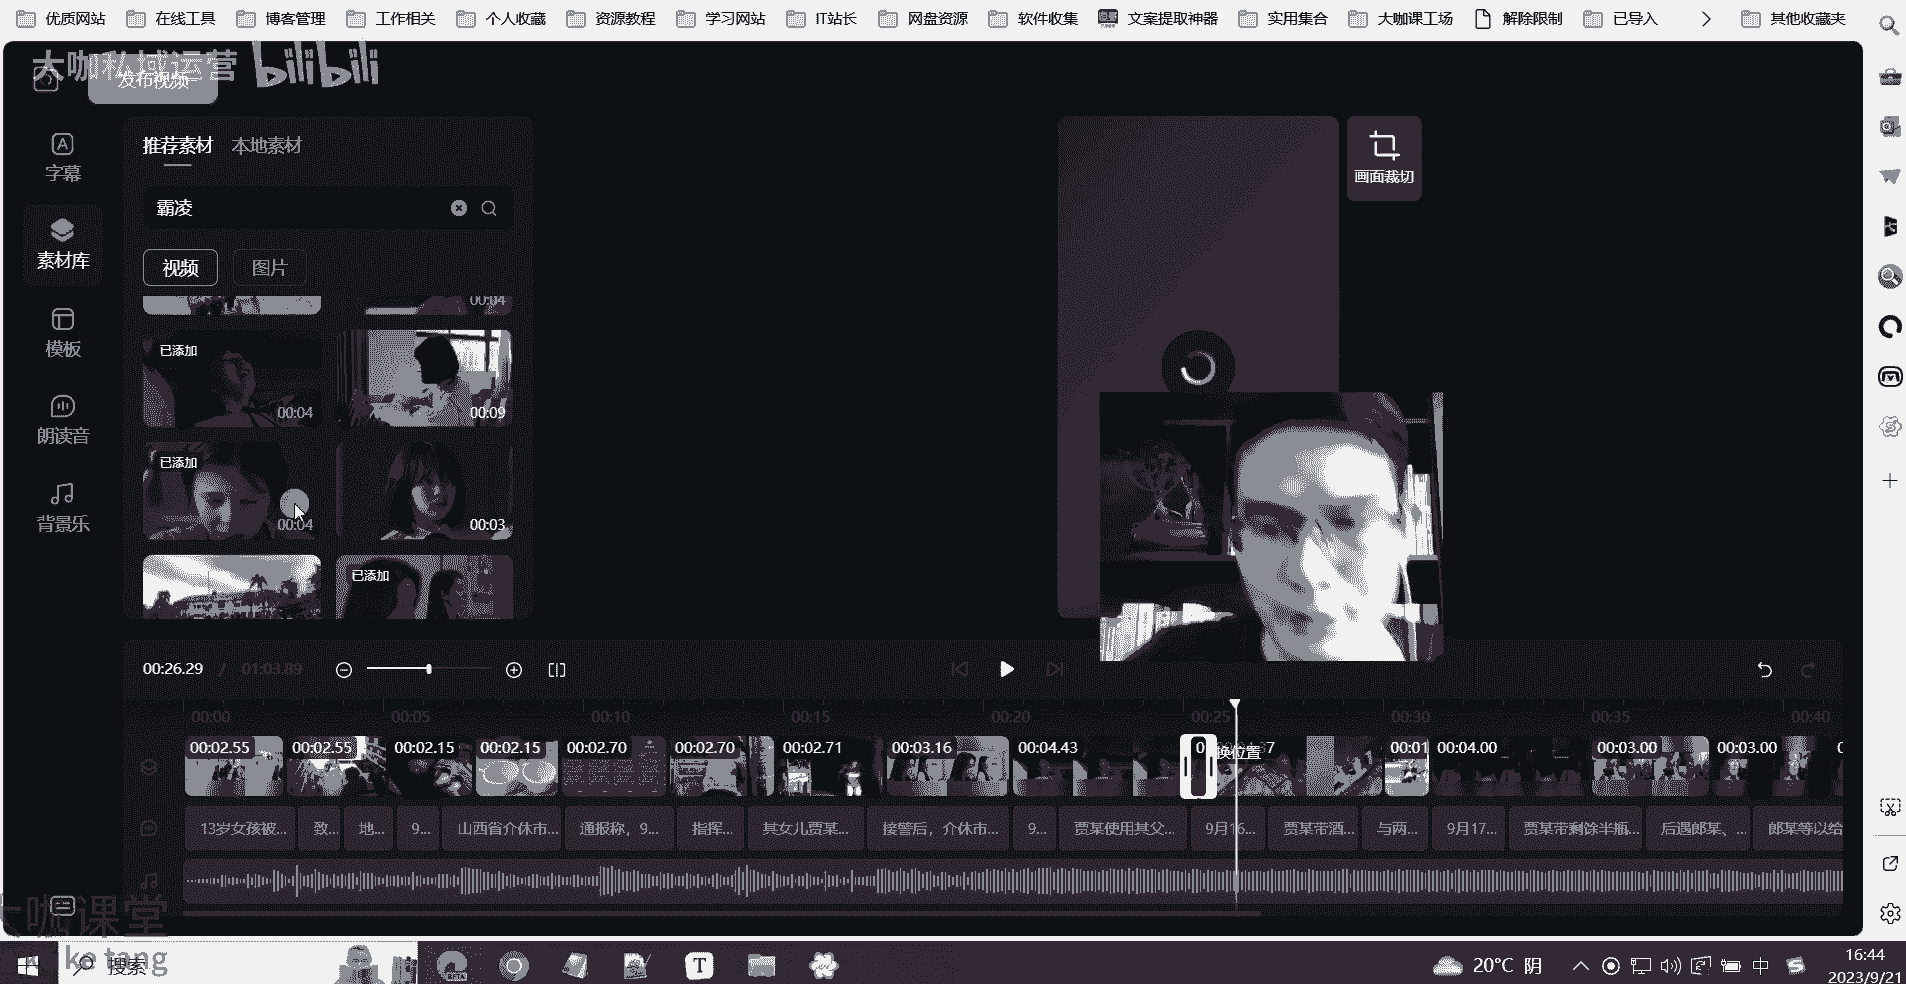 优质网站 在线工具 博客管理 工作相关 个人收藏 资源教程 学习网站 IT站长 网盘资源 软件收集 文案提取神器 实用集合 大咖课工场 解除限制 已导入 其他收藏夹
大咖私域运营 bilibili
发布视频
推荐素材 本地素材
字幕
画面裁切
霸凌
素材库
视频 图片
00:04
模板
已添加
00:04 00:09
朗读音
已添加
00:04 00:03
背景乐
已添加
00:26.29 / 01:03.89
00:00 00:05 00:10 00:15 00:20 00:25 00:30 00:35 00:40
00:02.55 00:02.55 00:02.15 00:02.15 00:02.70 00:02.70 00:02.71 00:03.16 00:04.43 换位置 00:01 00:04.00 00:03.00 00:03.00
13岁女孩被... 致... 地... 9... 山西省介休市... 通报称，9... 指挥... 其女儿贾某... 接警后，介休市... 9... 贾某使用其父... 9月16... 贾某带酒... 与两... 9月17... 贾某带剩馀半瓶... 后遇郎某、... 郎某等以给
大咖课堂
ke tang
搜索
20°C 阴
中
16:44
2023/9/21